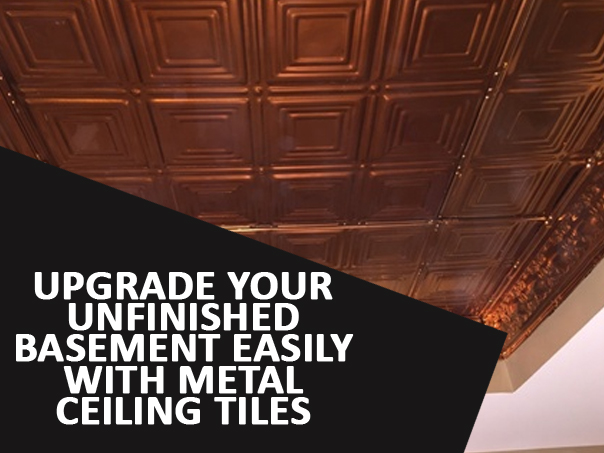 UPGRADE YOUR
UNFINISHED
BASEMENT EASILY
WITH METAL
CEILING TILES